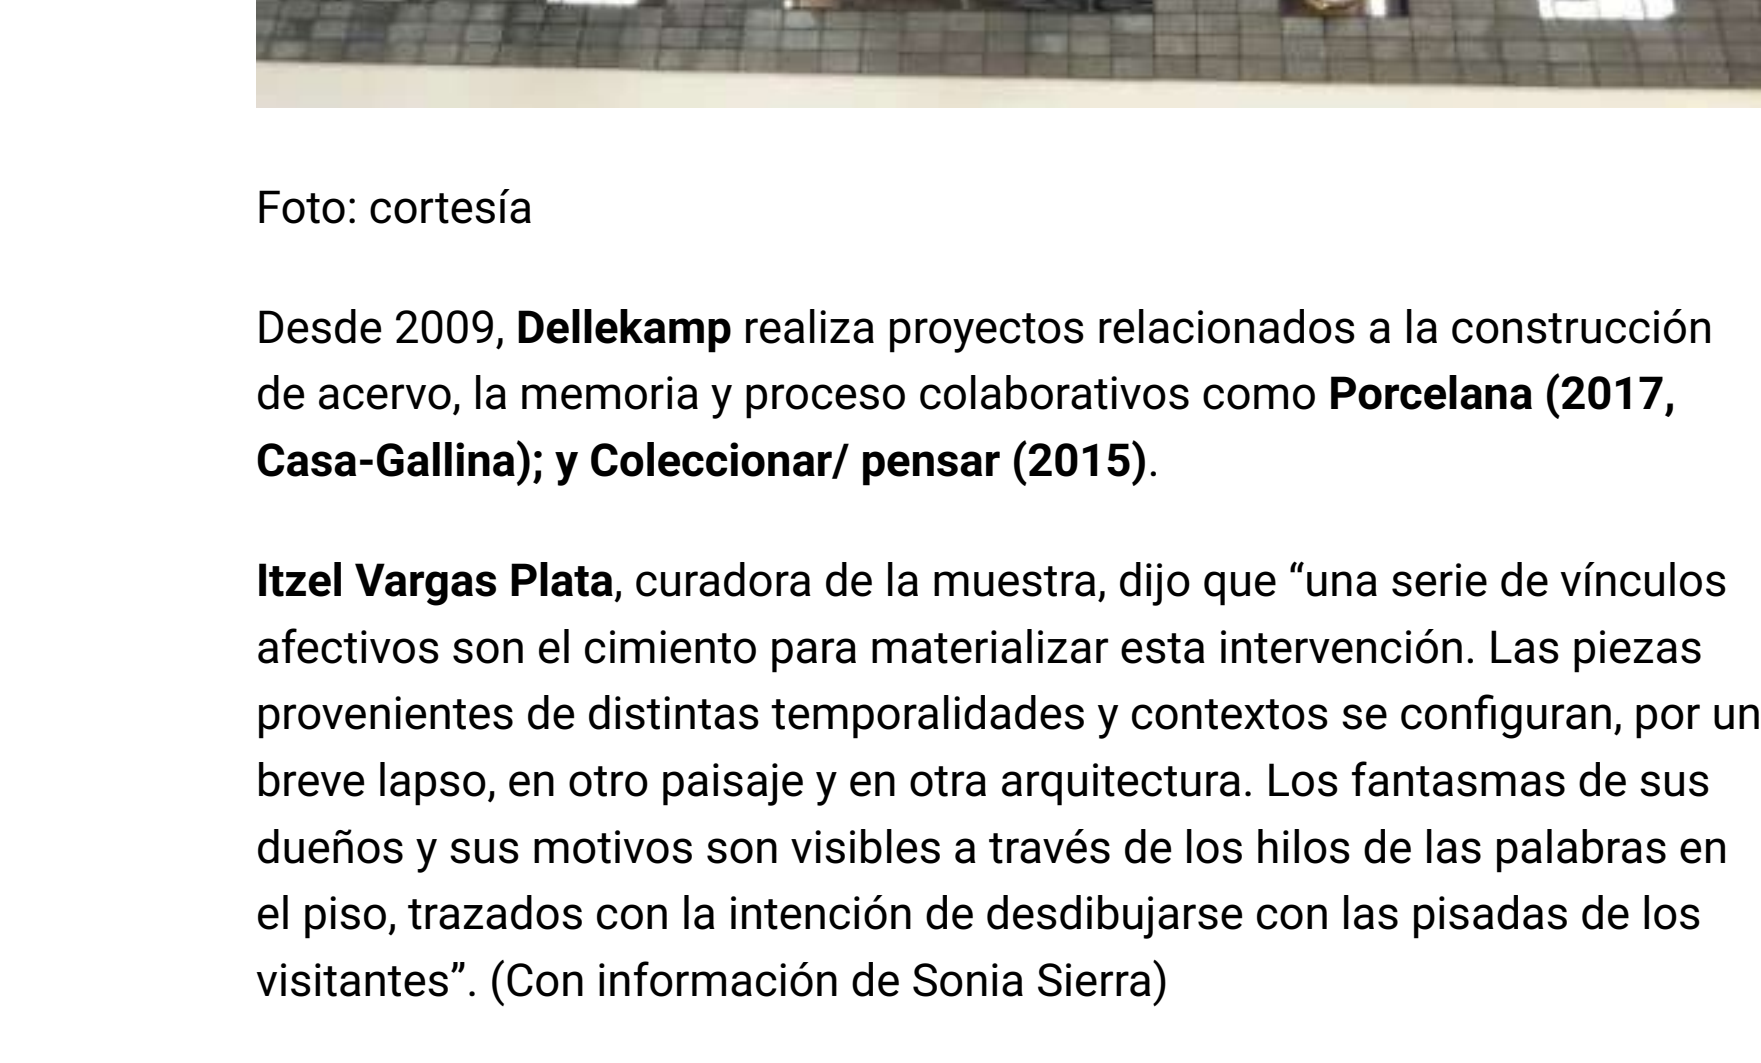 Foto: cortesía
Desde 2009, Dellekamp realiza proyectos relacionados a la construcción
de acervo, la memoria y proceso colaborativos como Porcelana (2017,
Casa-Gallina); y Coleccionar/ pensar (2015).
Itzel Vargas Plata, curadora de la muestra, dijo que “una serie de vínculos
afectivos son el cimiento para materializar esta intervención. Las piezas
provenientes de distintas temporalidades y contextos se configuran, por un
breve lapso, en otro paisaje y en otra arquitectura. Los fantasmas de sus
dueños y sus motivos son visibles a través de los hilos de las palabras en
el piso, trazados con la intención de desdibujarse con las pisadas de los
visitantes”. (Con información de Sonia Sierra)